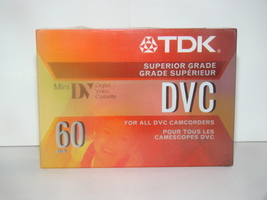 TDK
SUPERIOR GRADE
GRADE SUPÉRIEUR
Mini DV Digital Video Cassette
DVC
60
MIN
FOR ALL DVC CAMCORDERS
POUR TOUS LES
CAMÉSCOPES DVC